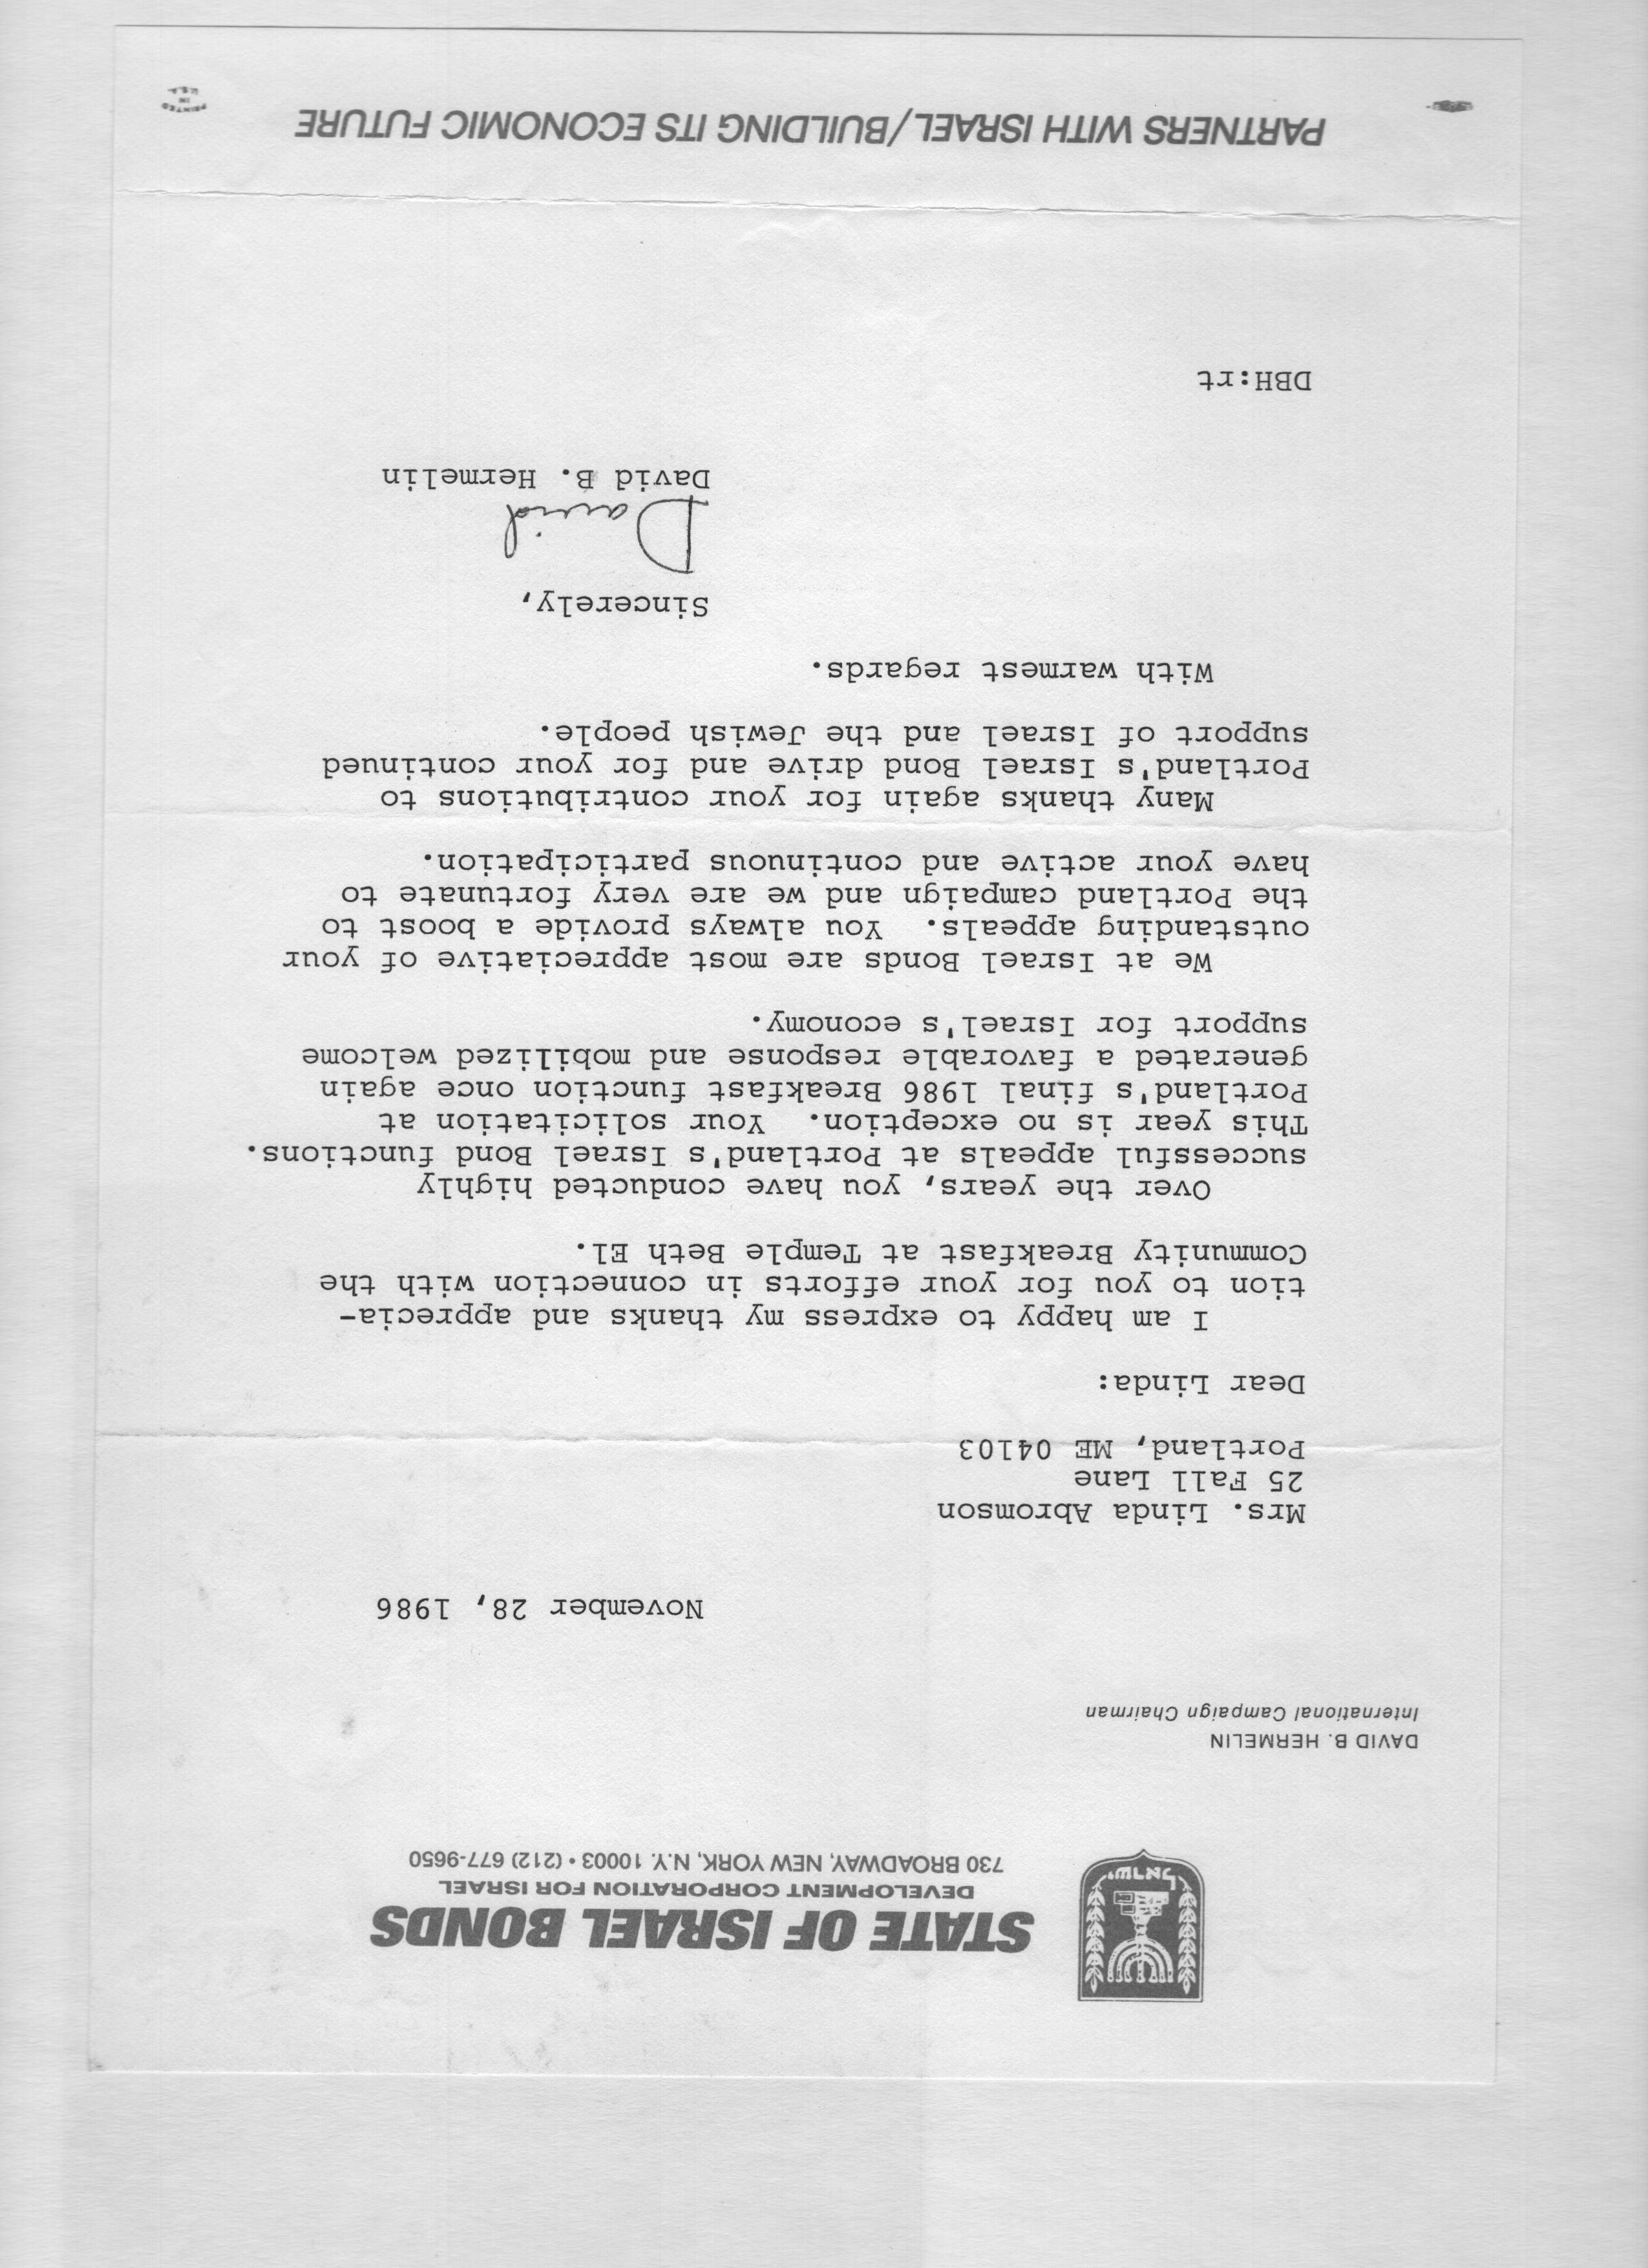 ישראל
STATE OF ISRAEL BONDS
DEVELOPMENT CORPORATION FOR ISRAEL
730 BROADWAY, NEW YORK, N.Y. 10003 • (212) 677-9650
DAVID B. HERMELIN
International Campaign Chairman
November 28, 1986
Mrs. Linda Abromson
25 Fall Lane
Portland, ME 04103
Dear Linda:
I am happy to express my thanks and apprecia-
tion to you for your efforts in connection with the
Community Breakfast at Temple Beth El.
Over the years, you have conducted highly
successful appeals at Portland's Israel Bond functions.
This year is no exception. Your solicitation at
Portland's final 1986 Breakfast function once again
generated a favorable response and mobilized welcome
support for Israel's economy.
We at Israel Bonds are most appreciative of your
outstanding appeals. You always provide a boost to
the Portland campaign and we are very fortunate to
have your active and continuous participation.
Many thanks again for your contributions to
Portland's Israel Bond drive and for your continued
support of Israel and the Jewish people.
With warmest regards.
Sincerely,
David
David B. Hermelin
DBH:rt
PARTNERS WITH ISRAEL/BUILDING ITS ECONOMIC FUTURE
PRINTED
IN
U.S.A.